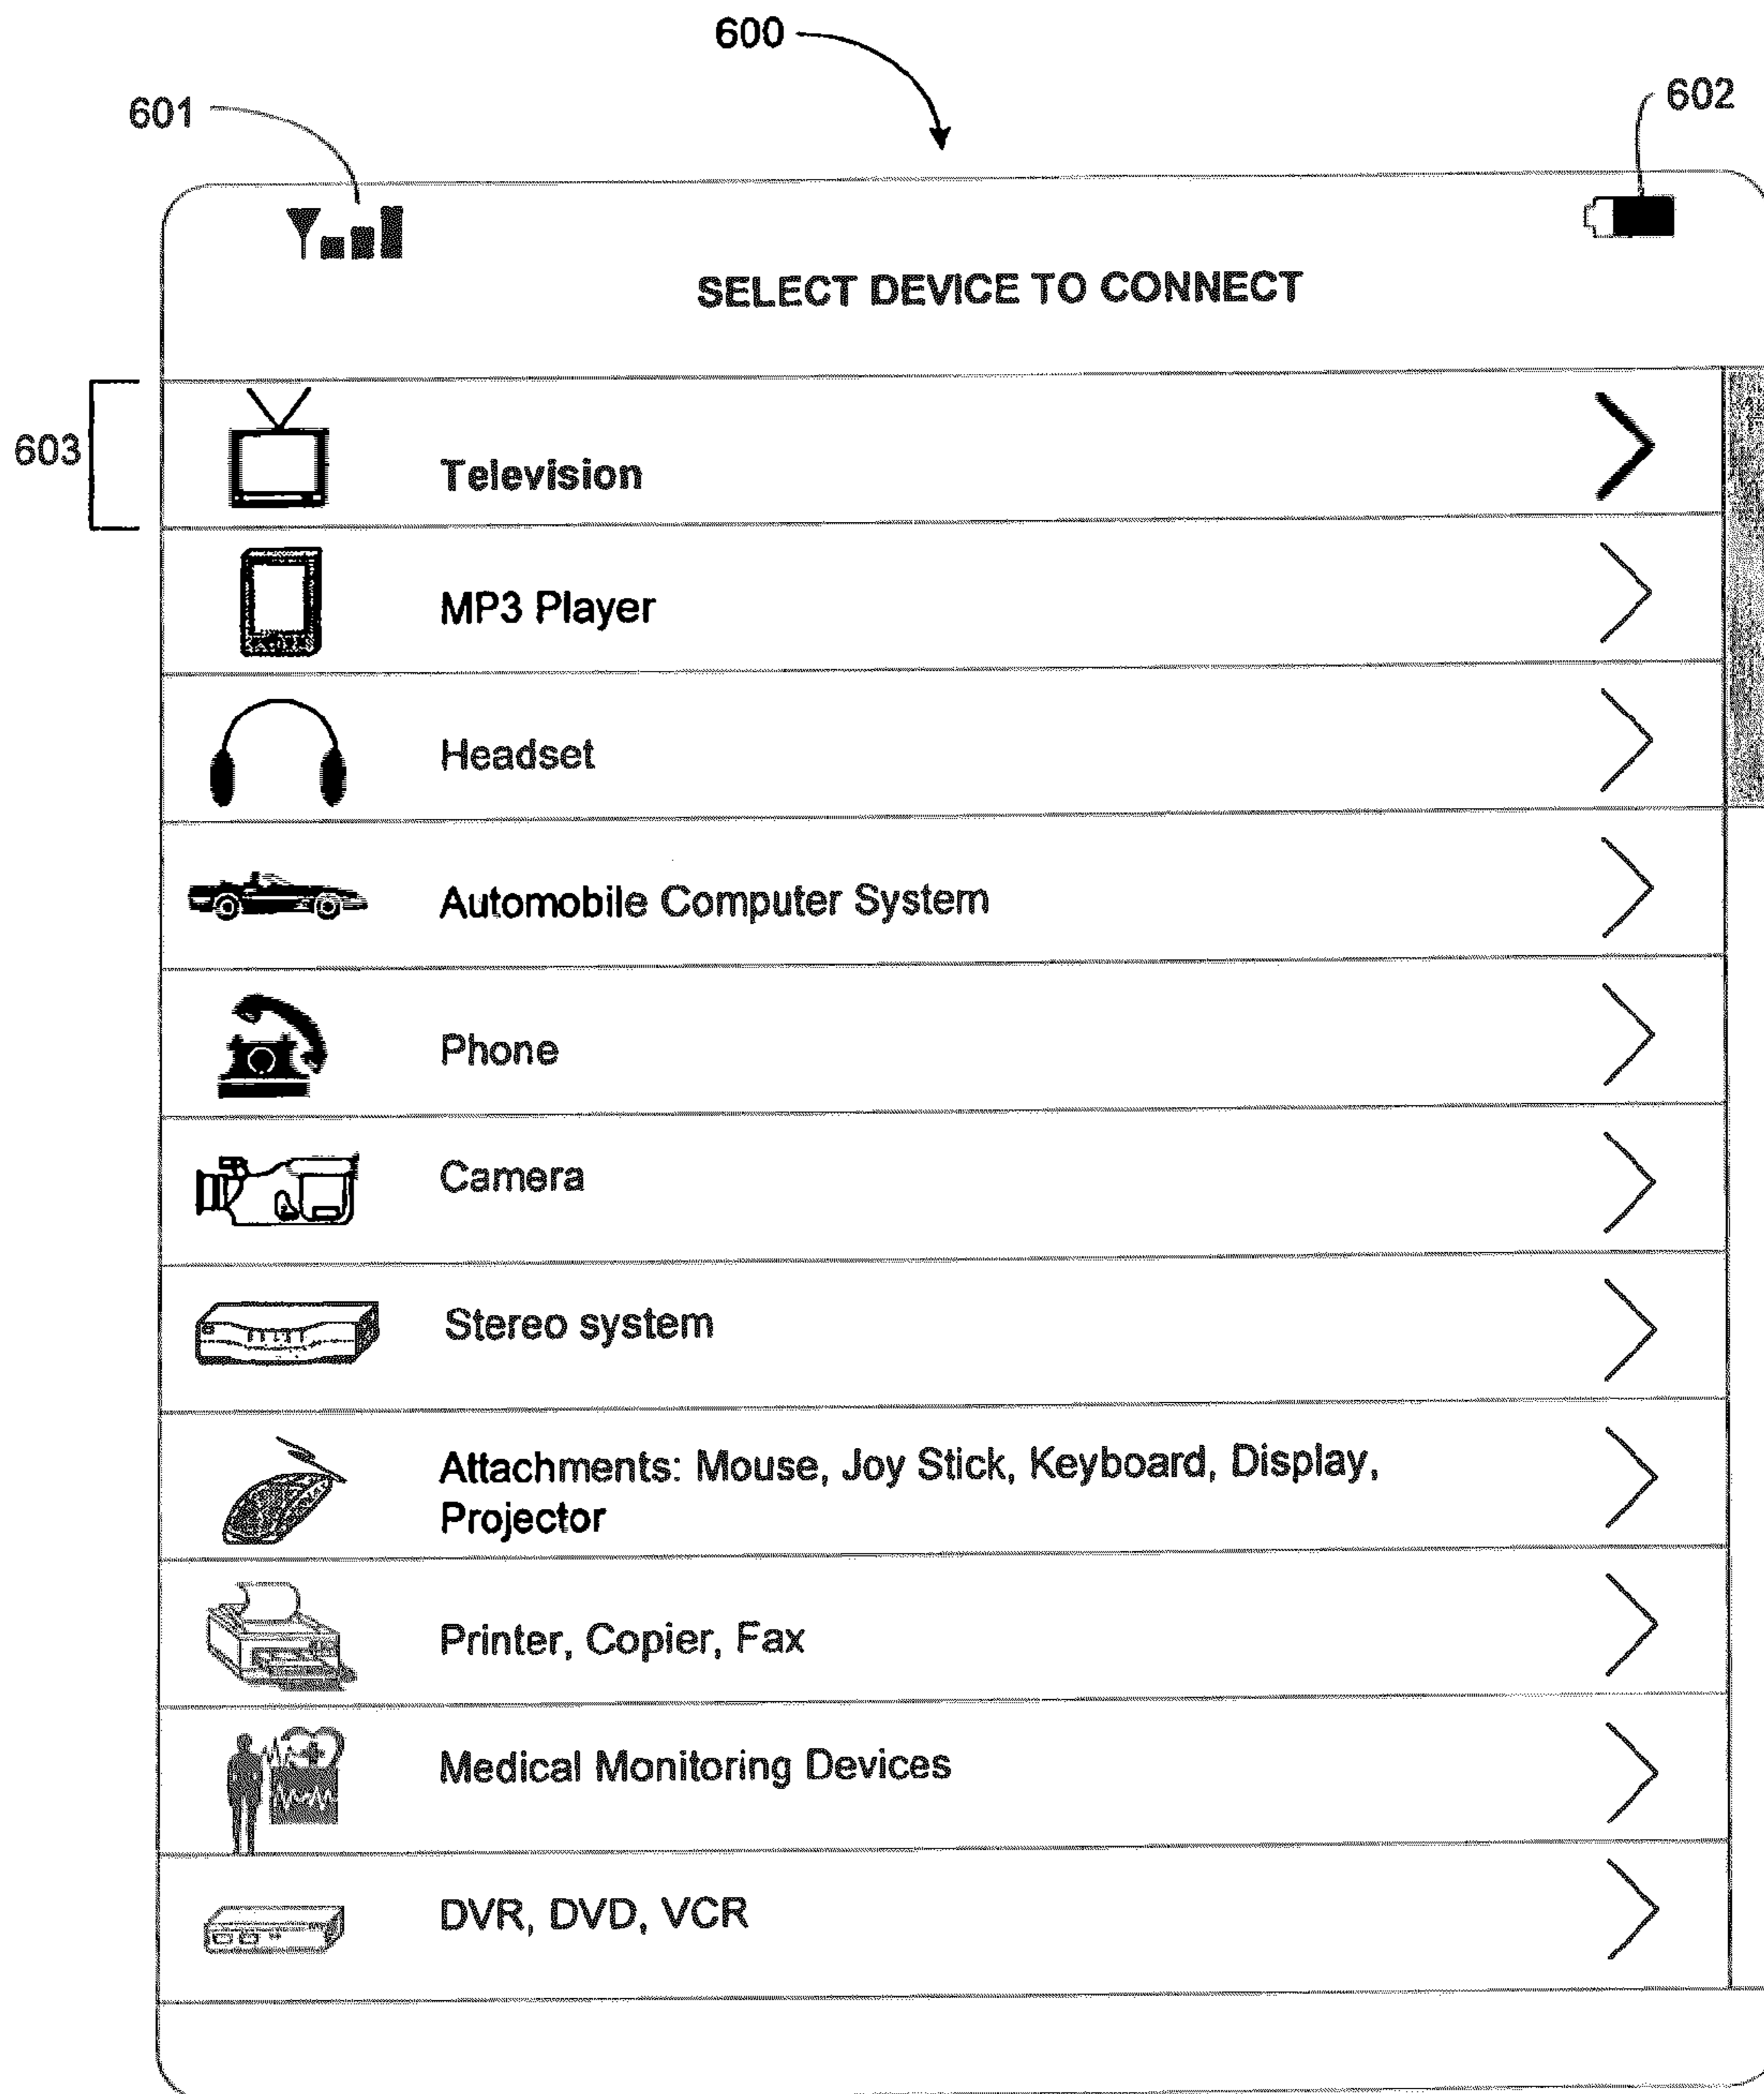 600
601
602
SELECT DEVICE TO CONNECT
603
Television
MP3 Player
Headset
Automobile Computer System
Phone
Camera
Stereo system
Attachments: Mouse, Joy Stick, Keyboard, Display,
Projector
Printer, Copier, Fax
Medical Monitoring Devices
DVR, DVD, VCR